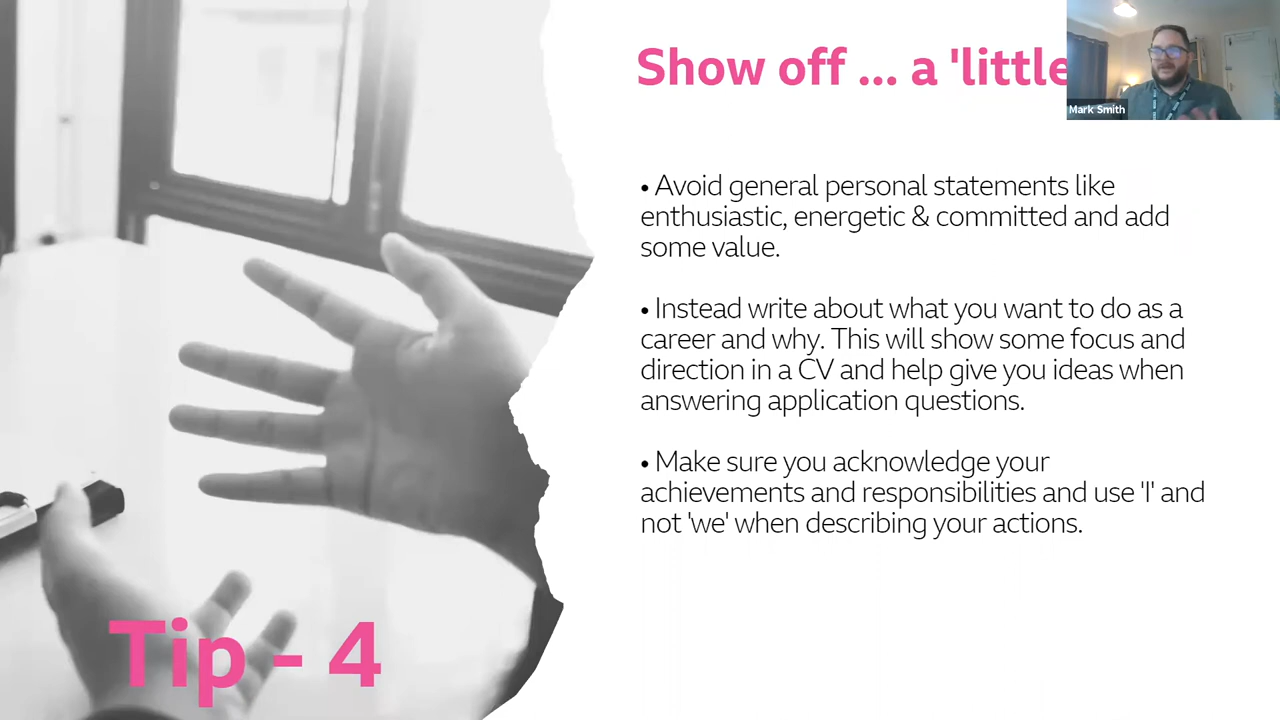 Show off ... a 'little
Mark Smith
• Avoid general personal statements like
enthusiastic, energetic & committed and add
some value.
• Instead write about what you want to do as a
career and why. This will show some focus and
direction in a CV and help give you ideas when
answering application questions.
• Make sure you acknowledge your
achievements and responsibilities and use 'I' and
not 'we' when describing your actions.
Tip - 4